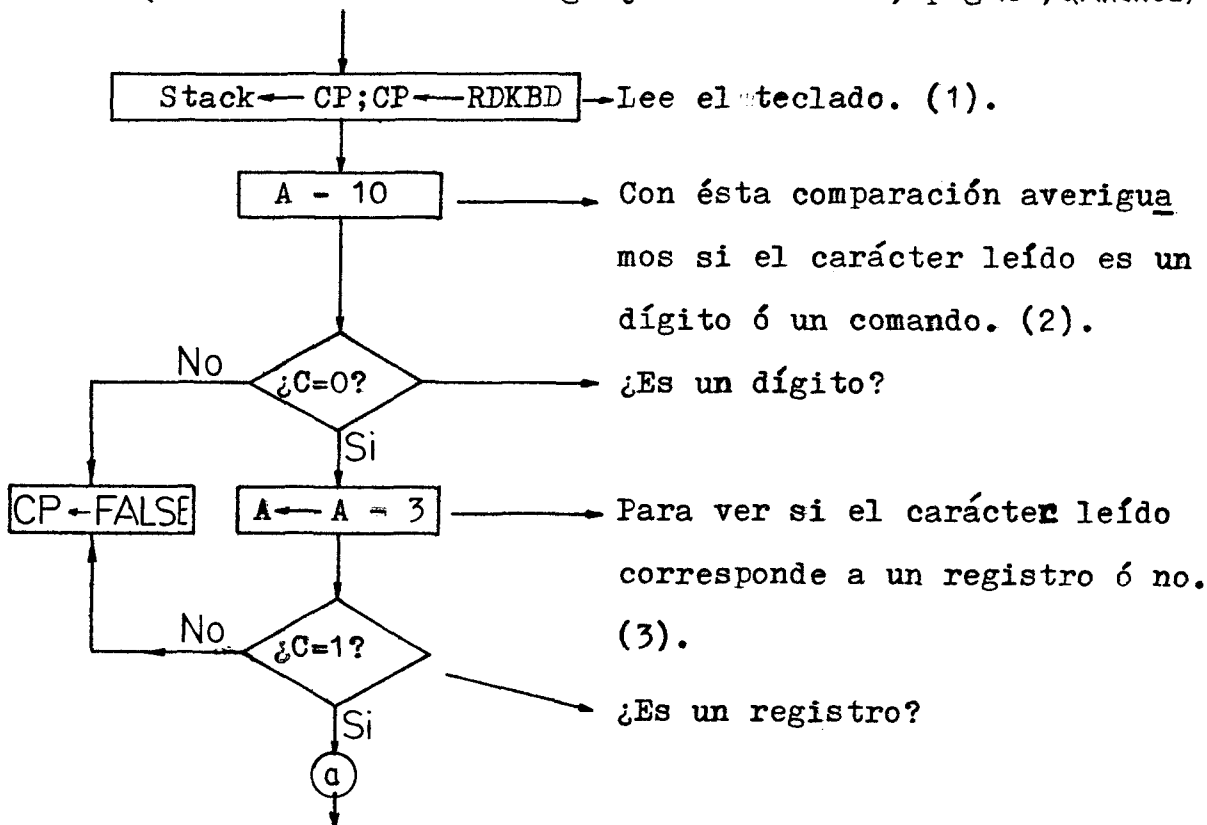 Stack ← CP;CP ← RDKBD → Lee el teclado. (1).
A - 10
Con ésta comparación averigua
mos si el carácter leído es un
dígito ó un comando. (2).
No
¿C=0?
¿Es un dígito?
Si
CP←FALSE
A ← A - 3
Para ver si el carácter leído
corresponde a un registro ó no.
(3).
No
¿C=1?
¿Es un registro?
Si
a